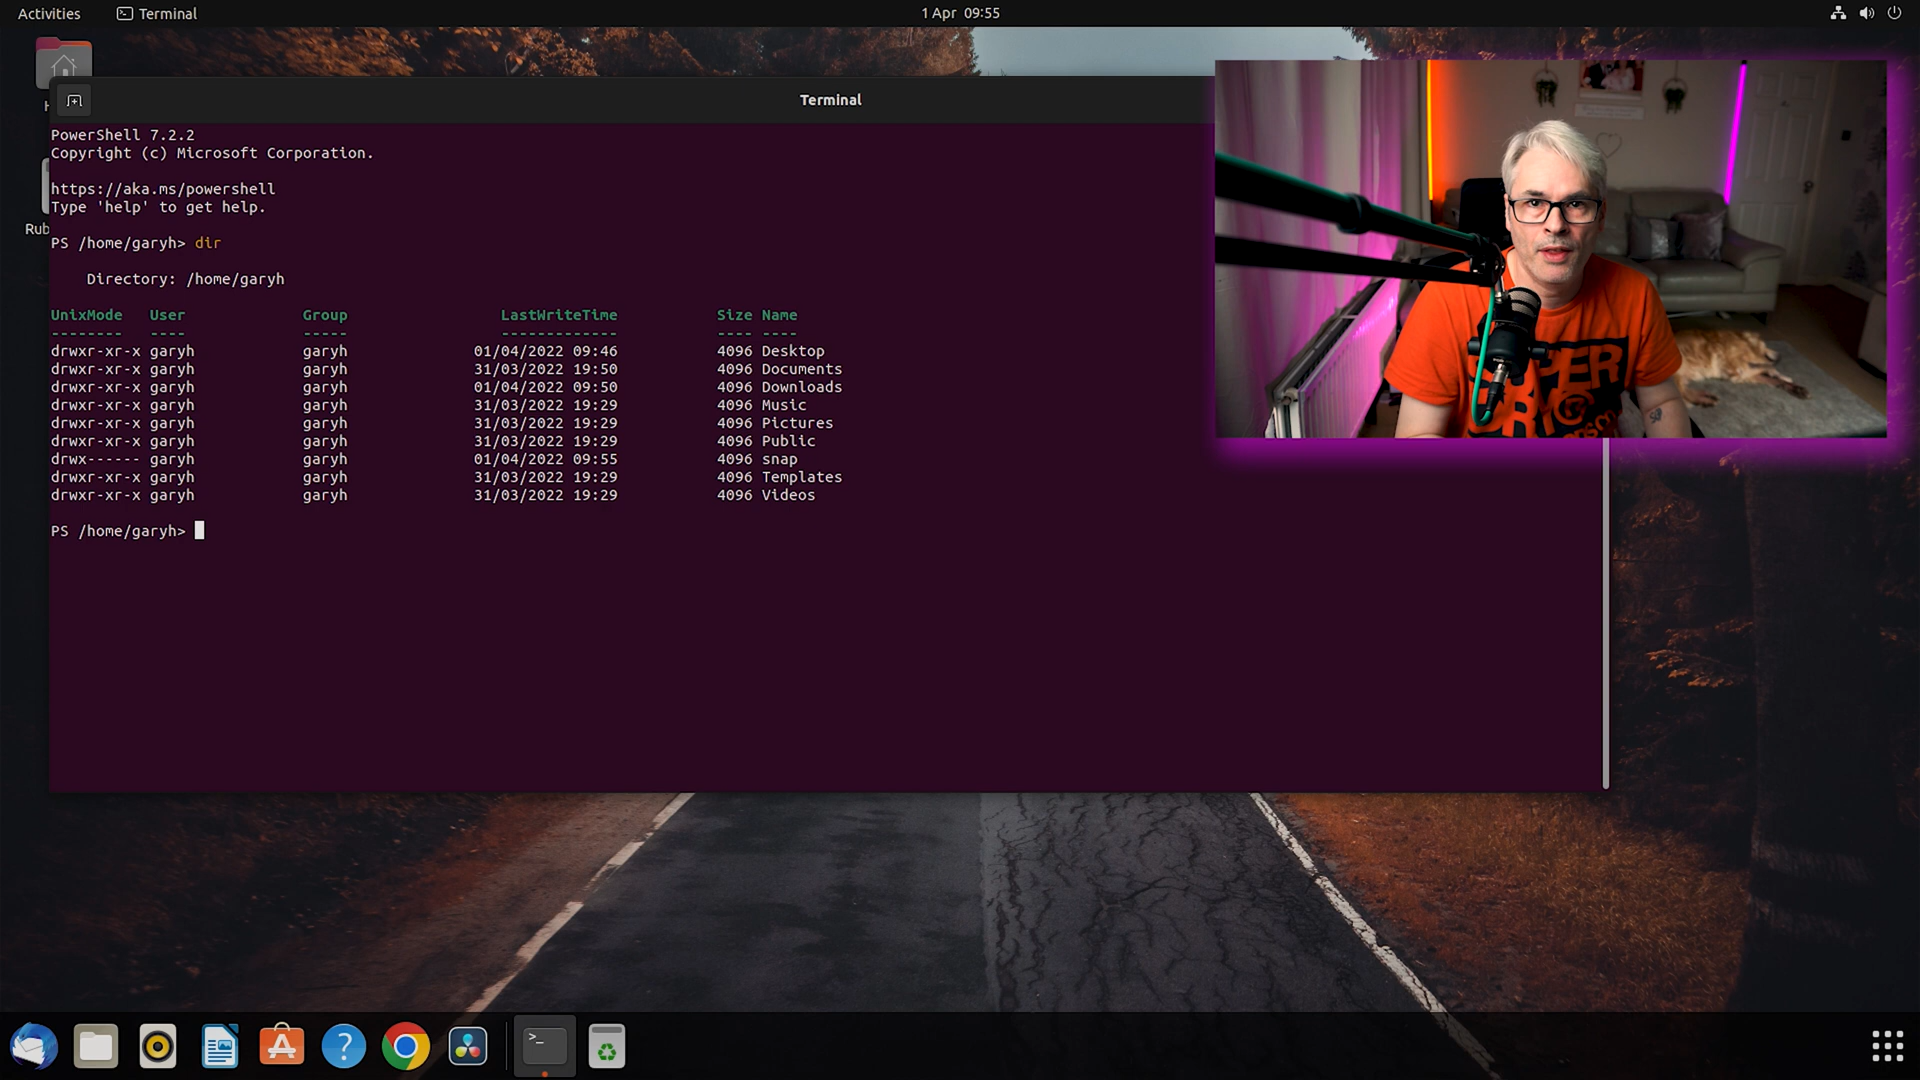 Activities Terminal 1 Apr 09:55
Terminal
PowerShell 7.2.2
Copyright (c) Microsoft Corporation.
https://aka.ms/powershell
Type 'help' to get help.
PS /home/garyh> dir
Directory: /home/garyh
UnixMode User Group LastWriteTime Size Name
-------- ---- ----- ------------- ---- ----
drwxr-xr-x garyh garyh 01/04/2022 09:46 4096 Desktop
drwxr-xr-x garyh garyh 31/03/2022 19:50 4096 Documents
drwxr-xr-x garyh garyh 01/04/2022 09:50 4096 Downloads
drwxr-xr-x garyh garyh 31/03/2022 19:29 4096 Music
drwxr-xr-x garyh garyh 31/03/2022 19:29 4096 Pictures
drwxr-xr-x garyh garyh 31/03/2022 19:29 4096 Public
drwx------ garyh garyh 01/04/2022 09:55 4096 snap
drwxr-xr-x garyh garyh 31/03/2022 19:29 4096 Templates
drwxr-xr-x garyh garyh 31/03/2022 19:29 4096 Videos
PS /home/garyh>